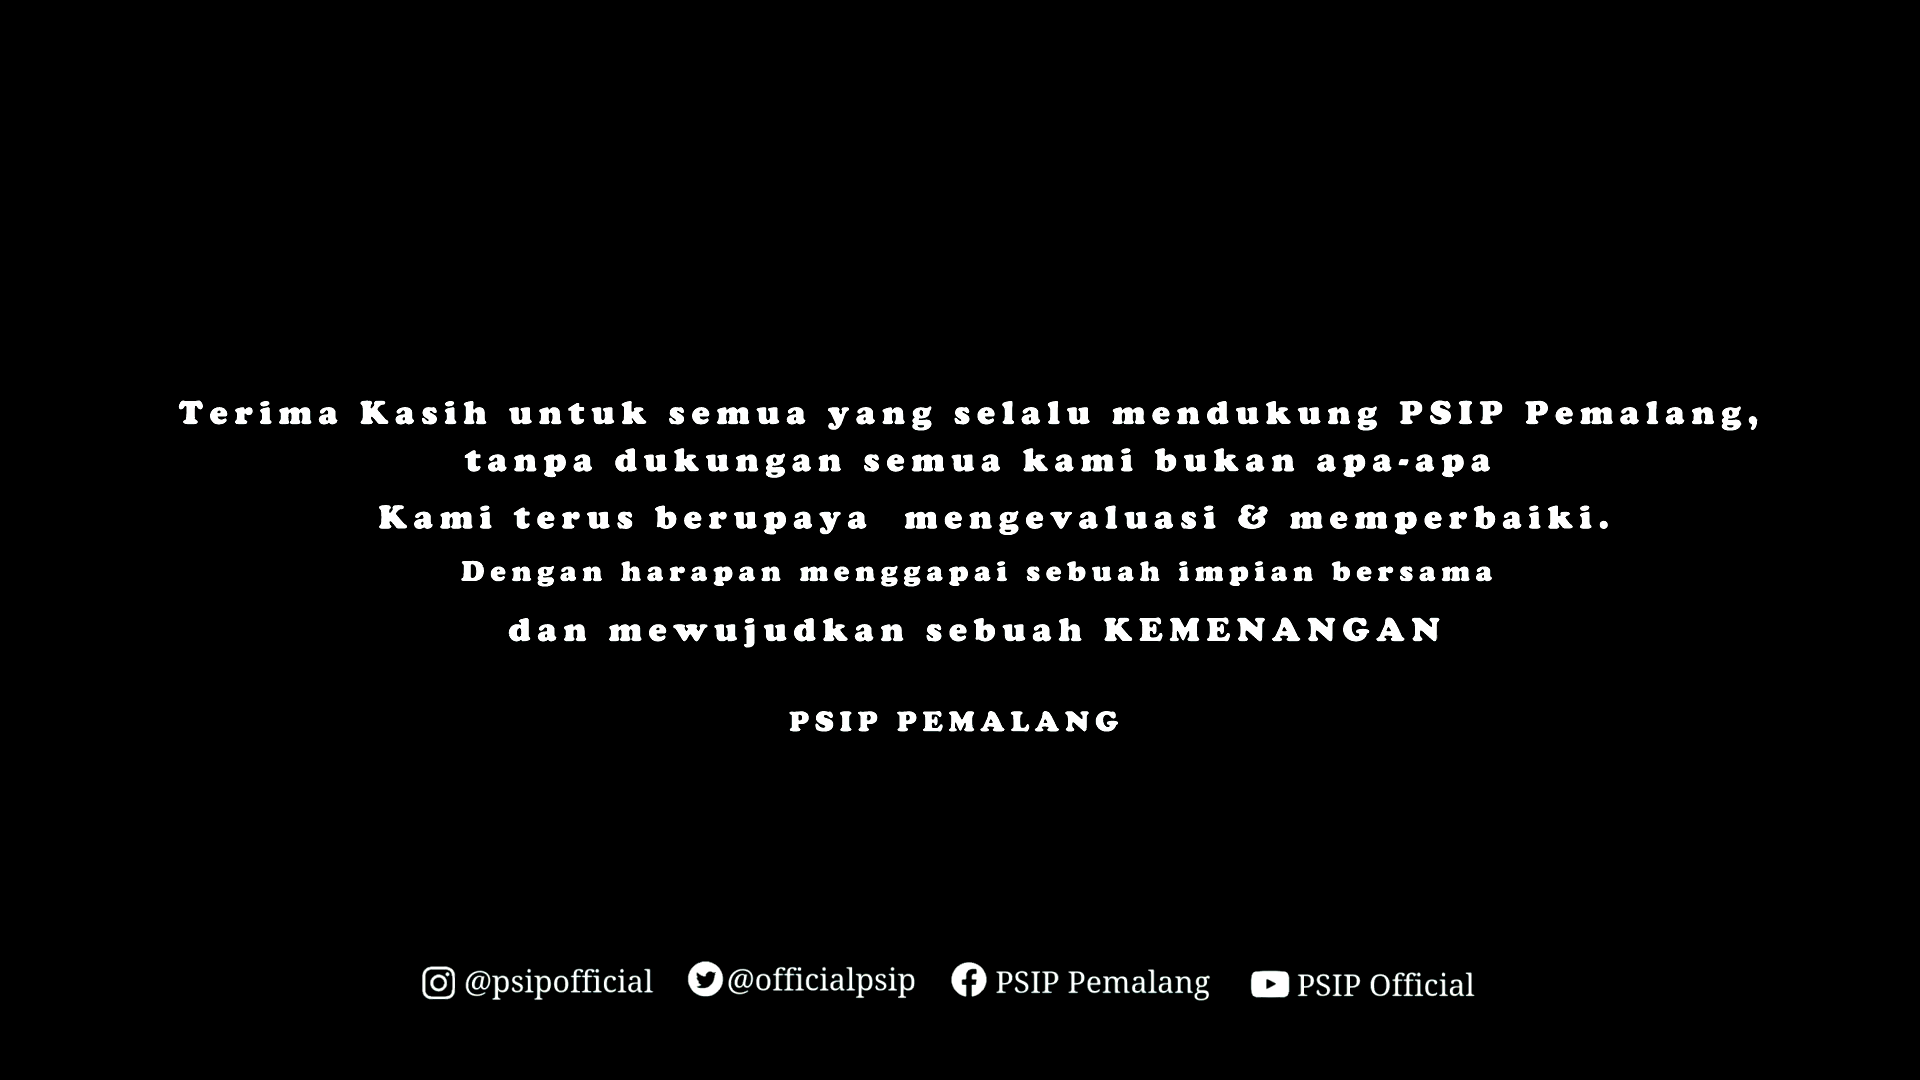 Terima Kasih untuk semua yang selalu mendukung PSIP Pemalang,
tanpa dukungan semua kami bukan apa-apa
Kami terus berupaya  mengevaluasi & memperbaiki.
Dengan harapan menggapai sebuah impian bersama
dan mewujudkan sebuah KEMENANGAN
PSIP PEMALANG
@psipofficial @officialpsip PSIP Pemalang PSIP Official